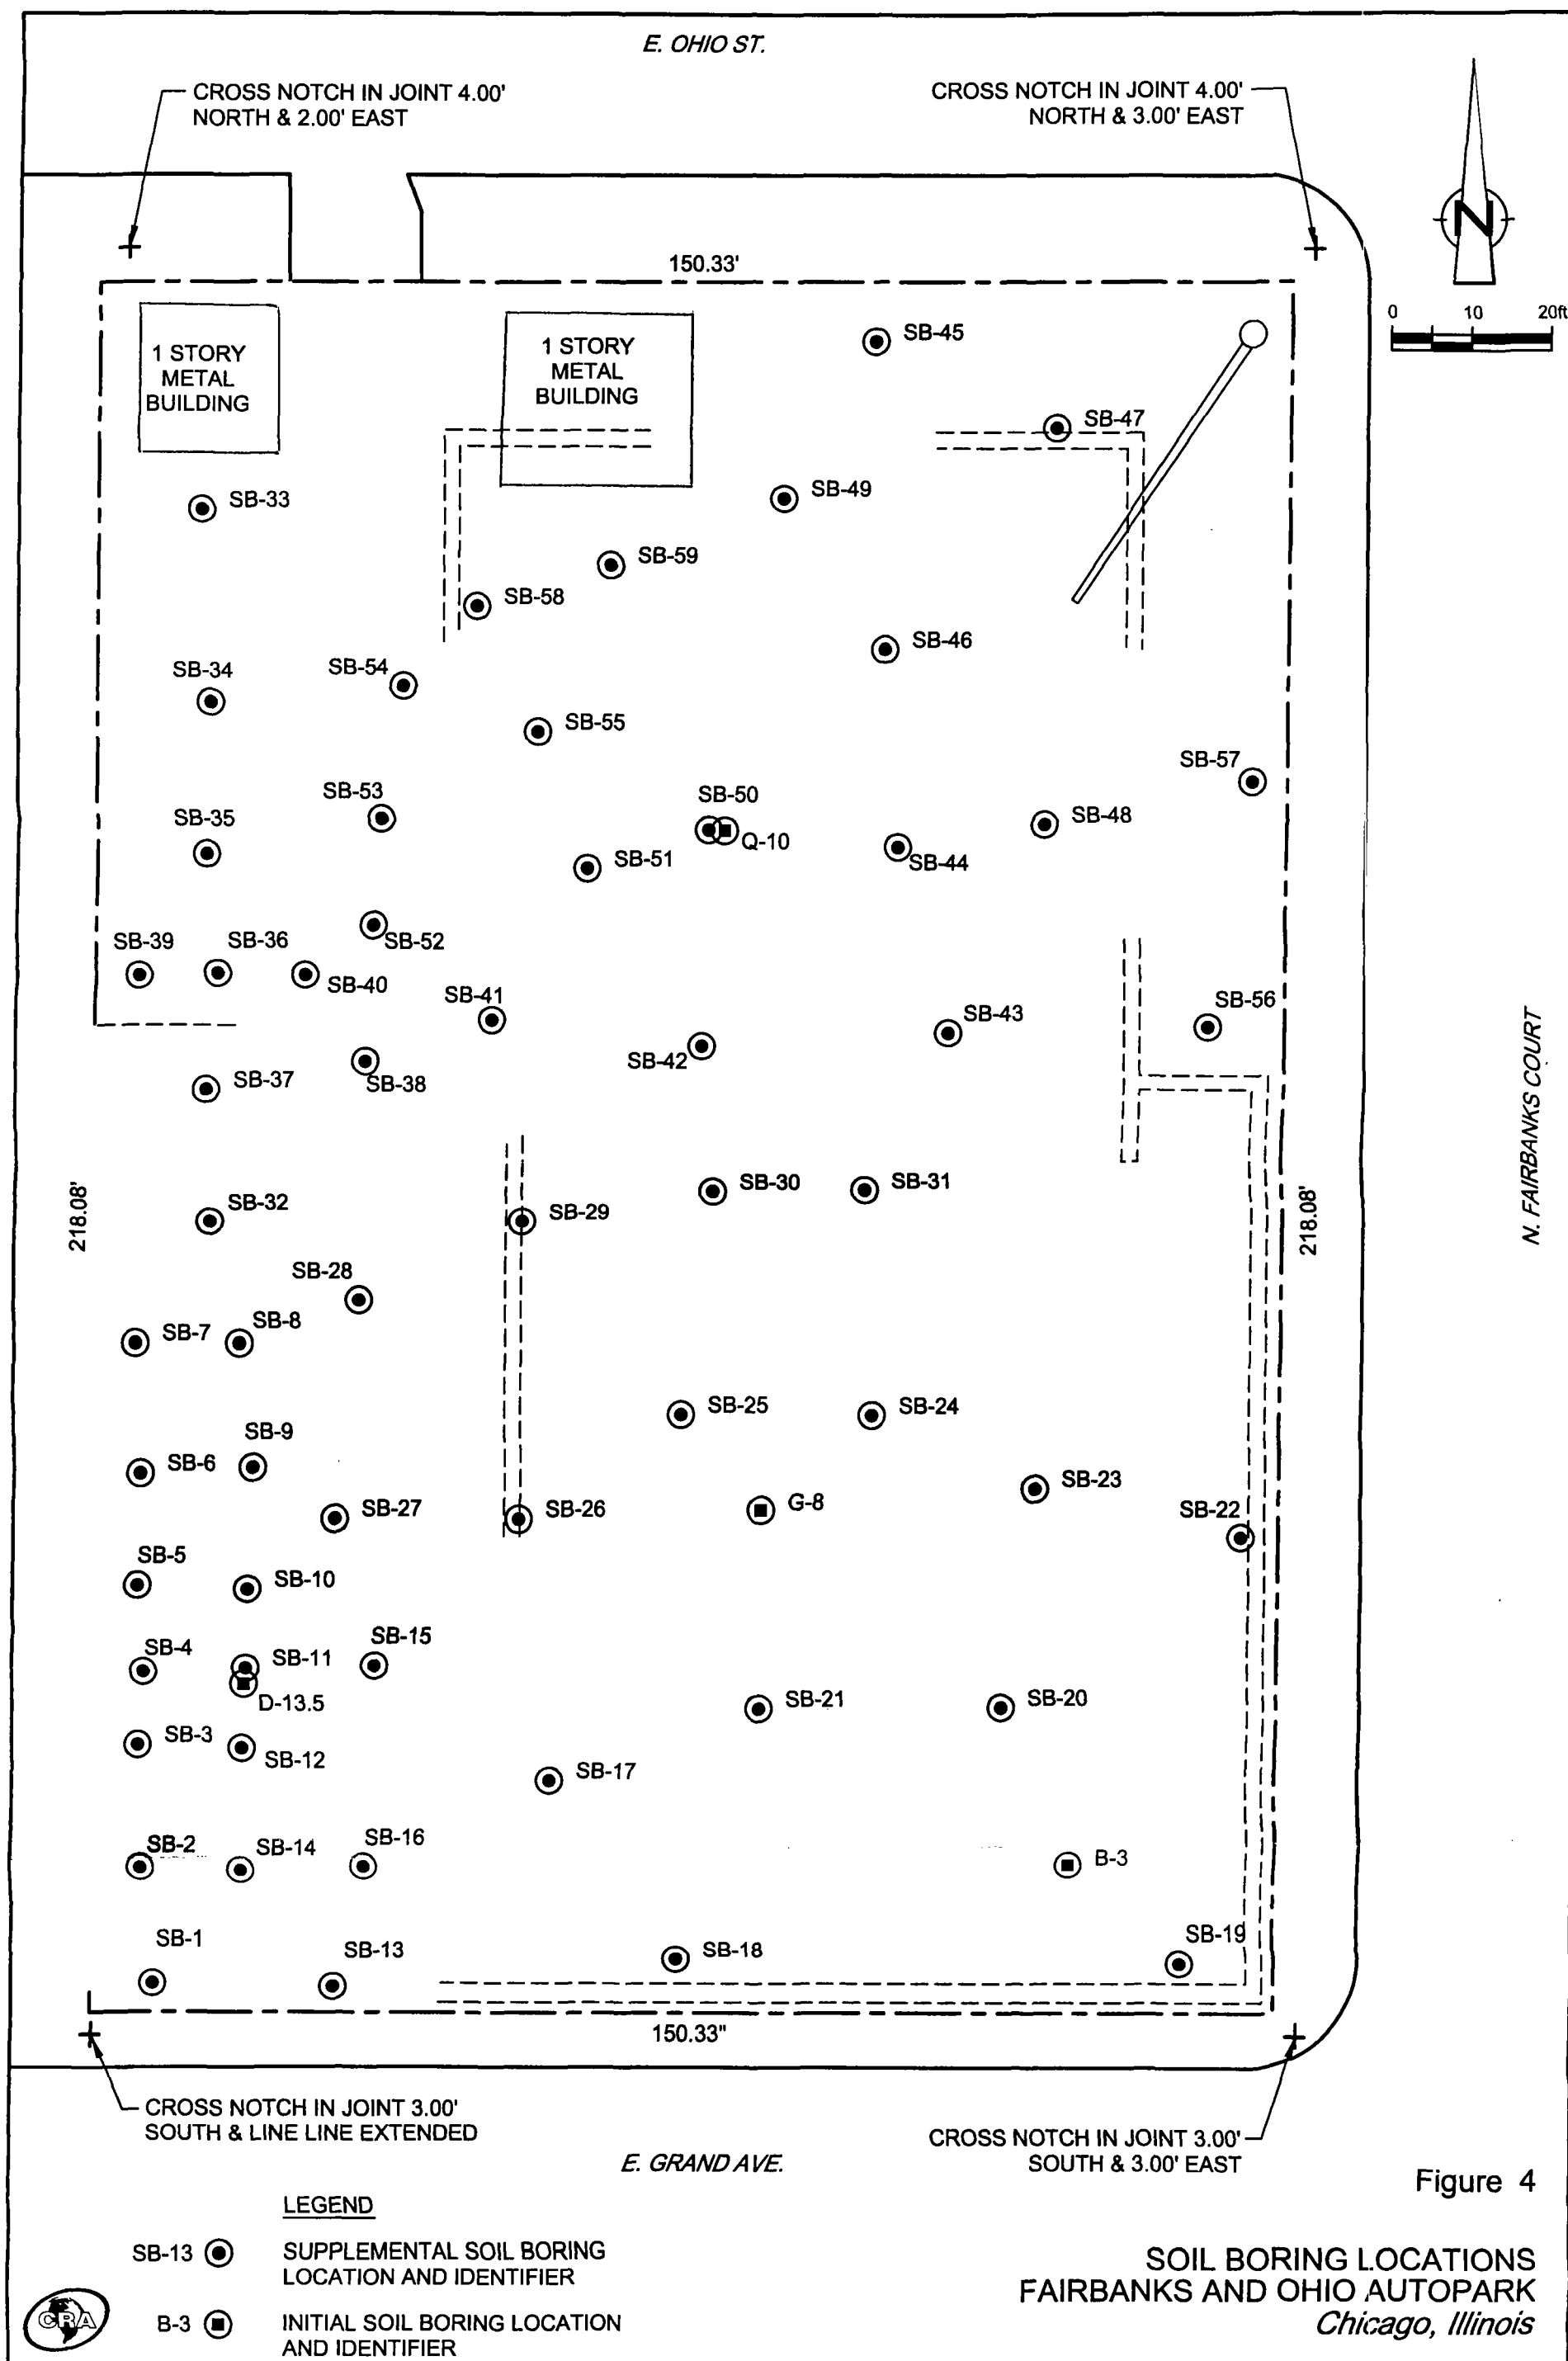 E. OHIO ST.
CROSS NOTCH IN JOINT 4.00'
NORTH & 2.00' EAST
CROSS NOTCH IN JOINT 4.00'
NORTH & 3.00' EAST
N
150.33'
0 10 20ft
1 STORY
METAL
BUILDING
1 STORY
METAL
BUILDING
SB-45
SB-47
SB-33
SB-49
SB-59
SB-58
SB-46
SB-34
SB-54
SB-55
SB-57
SB-53
SB-50
SB-35
SB-48
Q-10
SB-51
SB-44
SB-39
SB-36
SB-52
SB-40
SB-41
SB-56
SB-43
SB-42
SB-37
SB-38
N. FAIRBANKS COURT
218.08'
SB-30
SB-31
SB-32
SB-29
218.08'
SB-28
SB-7
SB-8
SB-25
SB-24
SB-9
SB-6
SB-23
SB-27
SB-26
G-8
SB-22
SB-5
SB-10
SB-4
SB-11
SB-15
D-13.5
SB-21
SB-20
SB-3
SB-12
SB-17
SB-2
SB-14
SB-16
B-3
SB-1
SB-13
SB-18
SB-19
150.33"
CROSS NOTCH IN JOINT 3.00'
SOUTH & LINE LINE EXTENDED
CROSS NOTCH IN JOINT 3.00'
SOUTH & 3.00' EAST
E. GRAND AVE.
Figure 4
LEGEND
SB-13 SUPPLEMENTAL SOIL BORING
LOCATION AND IDENTIFIER
B-3 INITIAL SOIL BORING LOCATION
AND IDENTIFIER
CRA
SOIL BORING LOCATIONS
FAIRBANKS AND OHIO AUTOPARK
Chicago, Illinois